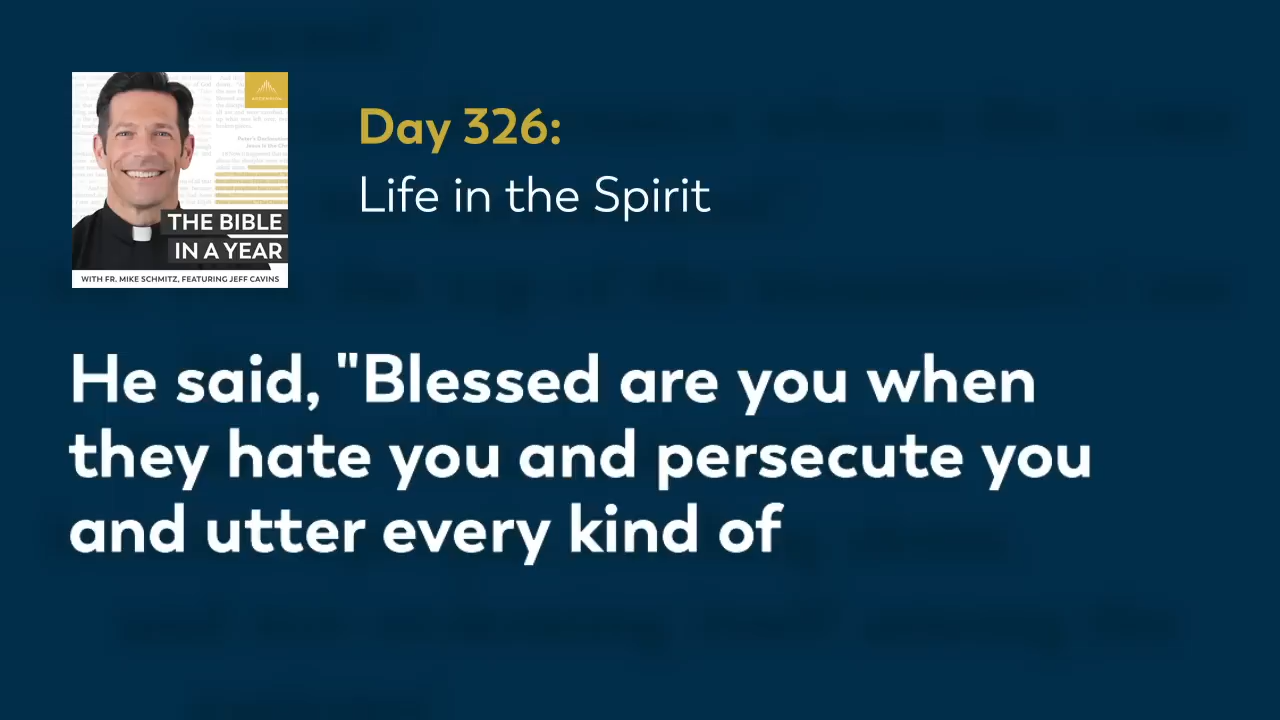 Day 326:
Life in the Spirit
THE BIBLE
IN A YEAR
WITH FR. MIKE SCHMITZ, FEATURING JEFF CAVINS
He said, "Blessed are you when
they hate you and persecute you
and utter every kind of